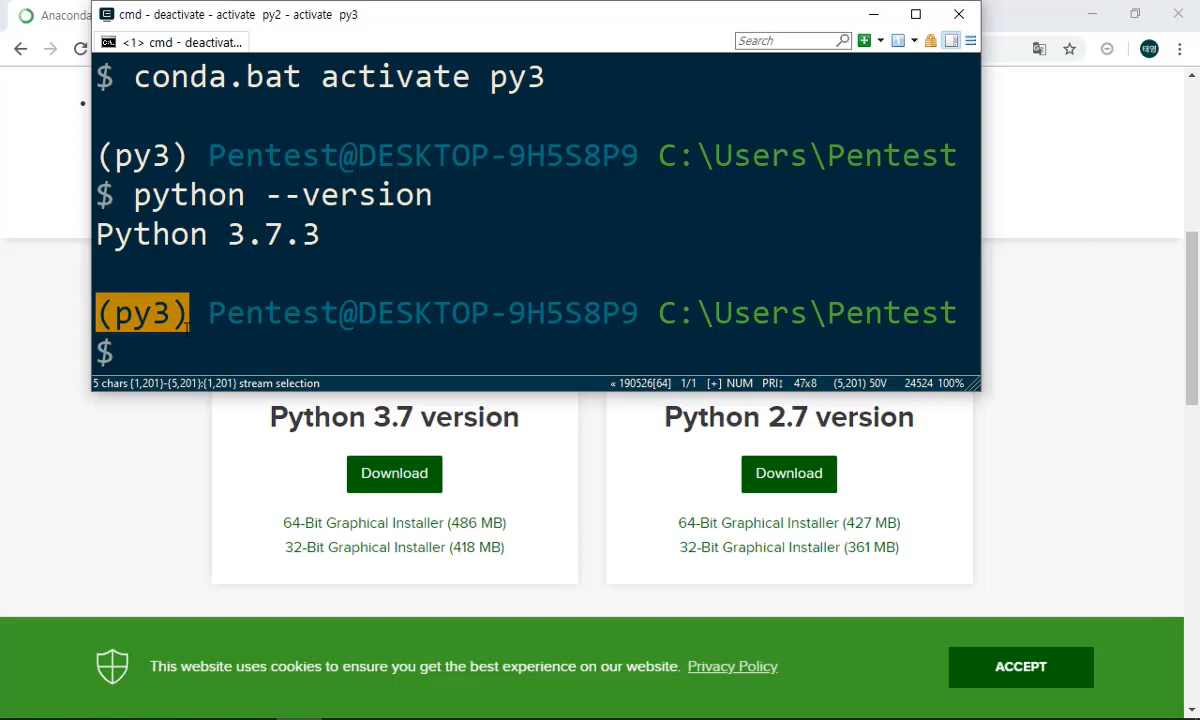 Anaconda
cmd - deactivate - activate py2 - activate py3
<1> cmd - deactivat...
Search
태영
$ conda.bat activate py3
(py3) Pentest@DESKTOP-9H5S8P9 C:\Users\Pentest
$ python --version
Python 3.7.3
(py3) Pentest@DESKTOP-9H5S8P9 C:\Users\Pentest
$
5 chars {1,201}-{5,201}:{1,201} stream selection
« 190526[64] 1/1 [+] NUM PRI↕ 47x8 (5,201) 50V 24524 100%
Python 3.7 version
Download
64-Bit Graphical Installer (486 MB)
32-Bit Graphical Installer (418 MB)
Python 2.7 version
Download
64-Bit Graphical Installer (427 MB)
32-Bit Graphical Installer (361 MB)
This website uses cookies to ensure you get the best experience on our website. Privacy Policy
ACCEPT